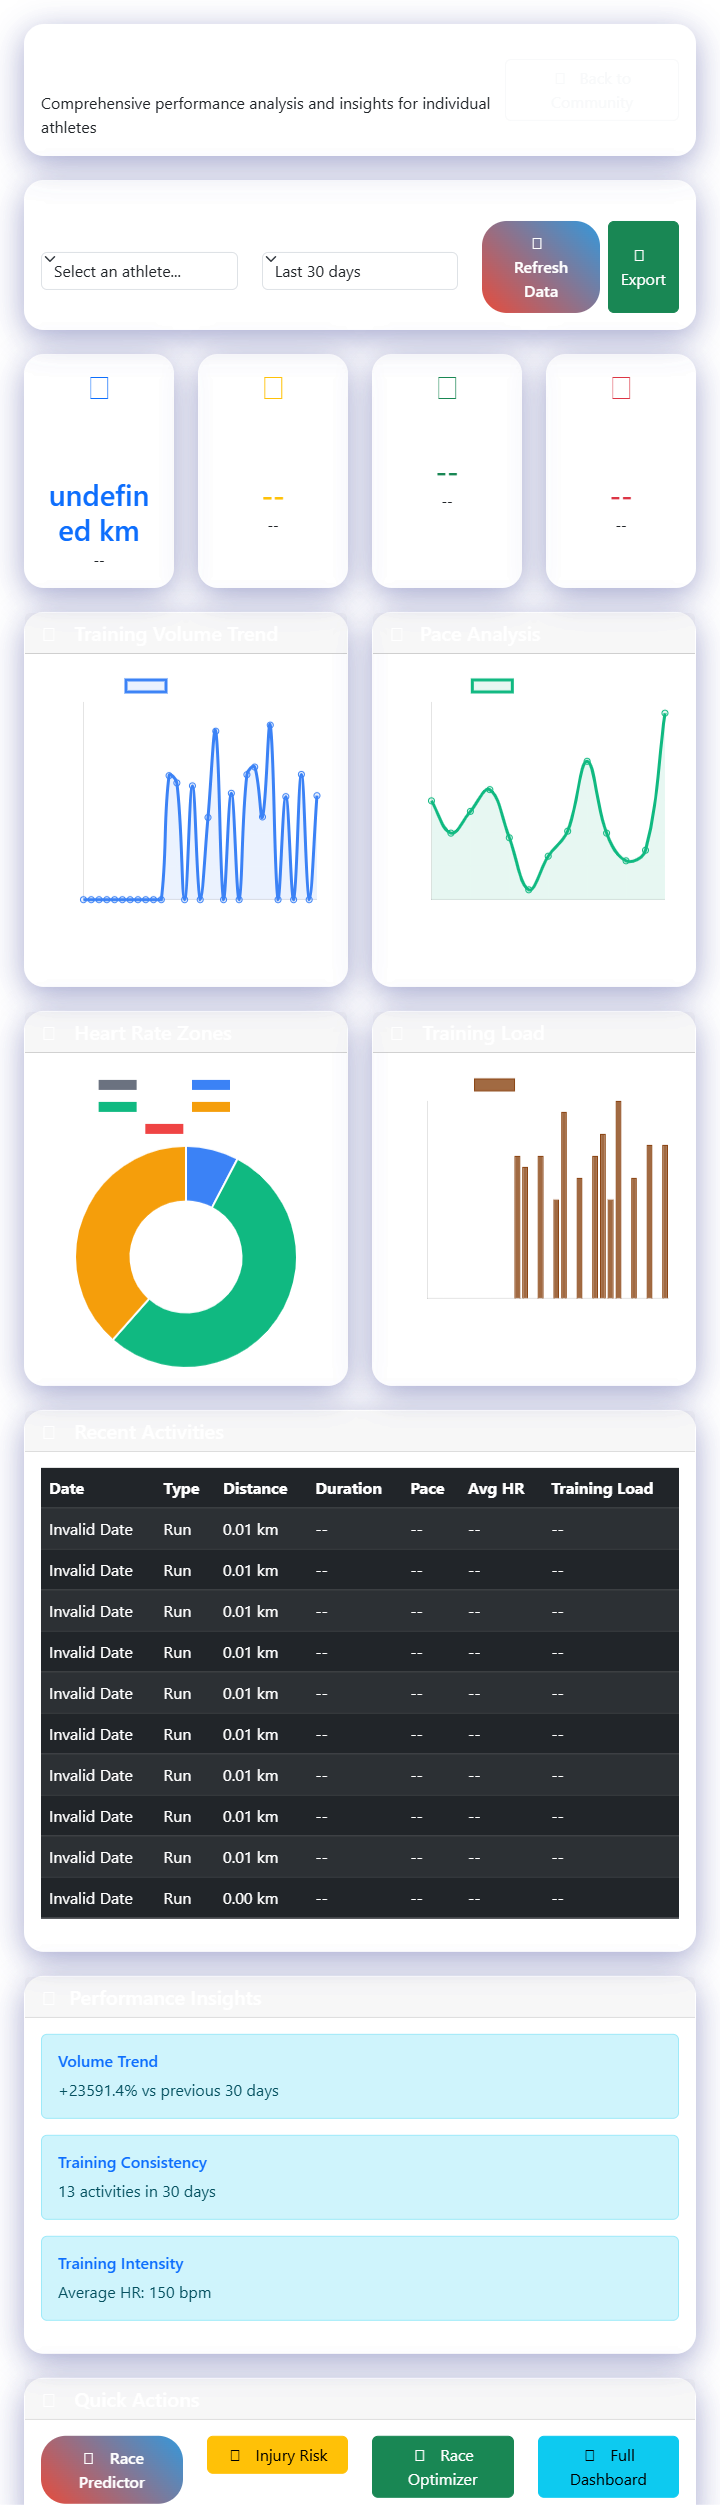 Back to
Community
Comprehensive performance analysis and insights for individual
athletes
Select an athlete...
Last 30 days
Refresh
Data
Export
undefin
ed km
--
--
--
--
--
--
--
Training Volume Trend
Pace Analysis
Heart Rate Zones
Training Load
Recent Activities
Date Type Distance Duration Pace Avg HR Training Load
Invalid Date Run 0.01 km -- -- -- --
Invalid Date Run 0.01 km -- -- -- --
Invalid Date Run 0.01 km -- -- -- --
Invalid Date Run 0.01 km -- -- -- --
Invalid Date Run 0.01 km -- -- -- --
Invalid Date Run 0.01 km -- -- -- --
Invalid Date Run 0.01 km -- -- -- --
Invalid Date Run 0.01 km -- -- -- --
Invalid Date Run 0.01 km -- -- -- --
Invalid Date Run 0.00 km -- -- -- --
Performance Insights
Volume Trend
+23591.4% vs previous 30 days
Training Consistency
13 activities in 30 days
Training Intensity
Average HR: 150 bpm
Quick Actions
Race
Predictor
Injury Risk
Race
Optimizer
Full
Dashboard